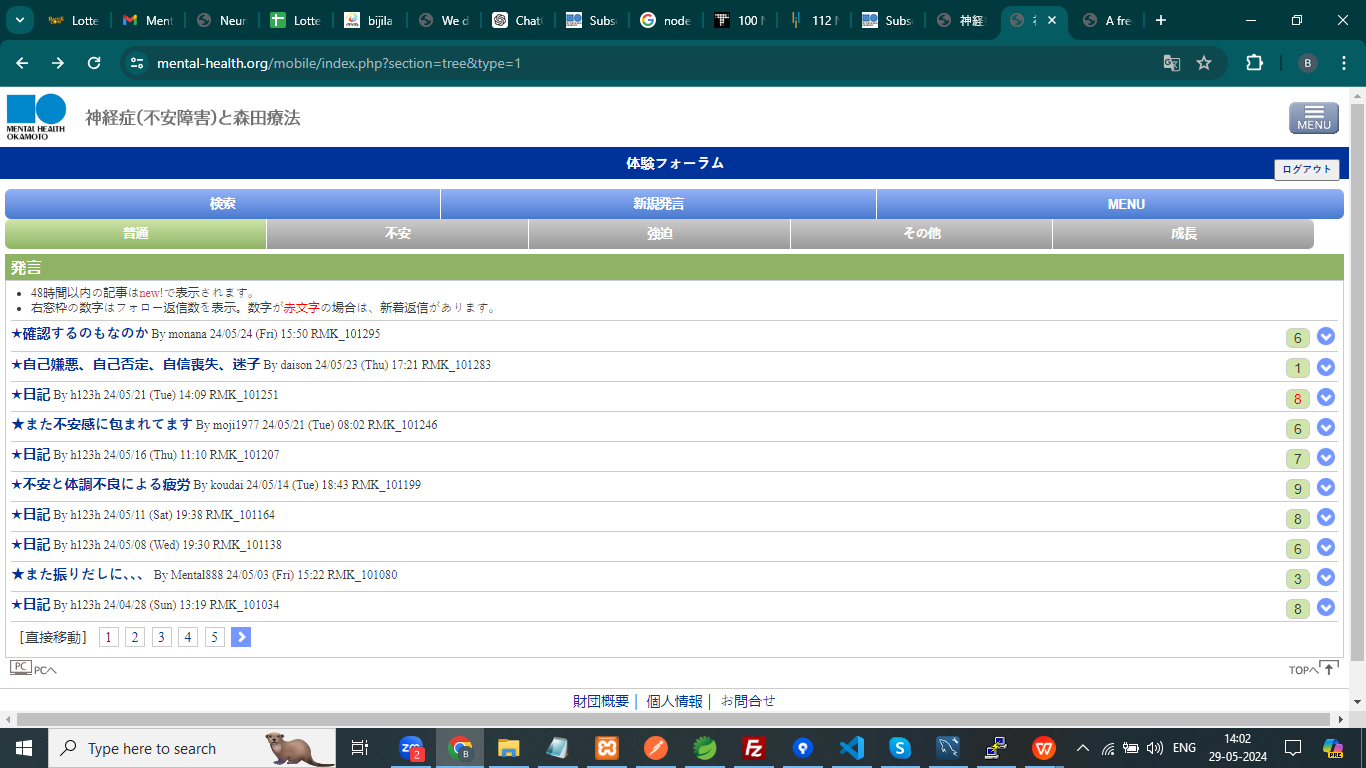 Lotte
Ment
Neur
Lotte
bijila
We d
Chat
Subs
node
100
112
Subs
神経
A fre
mental-health.org/mobile/index.php?section=tree&type=1
B
MENTAL HEALTH
OKAMOTO
神経症(不安障害)と森田療法
MENU
体験フォーラム
ログアウト
検索 新規発言 MENU
普通 不安 強迫 その他 成長
発言
• 48時間以内の記事はnew!で表示されます。
• 右窓枠の数字はフォロー返信数を表示。数字が赤文字の場合は、新着返信があります。
★確認するのもなのか By monana 24/05/24 (Fri) 15:50 RMK_101295 6
★自己嫌悪、自己否定、自信喪失、迷子 By daison 24/05/23 (Thu) 17:21 RMK_101283 1
★日記 By h123h 24/05/21 (Tue) 14:09 RMK_101251 8
★また不安感に包まれてます By moji1977 24/05/21 (Tue) 08:02 RMK_101246 6
★日記 By h123h 24/05/16 (Thu) 11:10 RMK_101207 7
★不安と体調不良による疲労 By koudai 24/05/14 (Tue) 18:43 RMK_101199 9
★日記 By h123h 24/05/11 (Sat) 19:38 RMK_101164 8
★日記 By h123h 24/05/08 (Wed) 19:30 RMK_101138 6
★また振りだしに、、、 By Mental888 24/05/03 (Fri) 15:22 RMK_101080 3
★日記 By h123h 24/04/28 (Sun) 13:19 RMK_101034 8
[直接移動] 1 2 3 4 5
PC PCへ
TOPへ
財団概要│ 個人情報│ お問合せ
Type here to search
2
B
ENG
14:02
29-05-2024
PRE